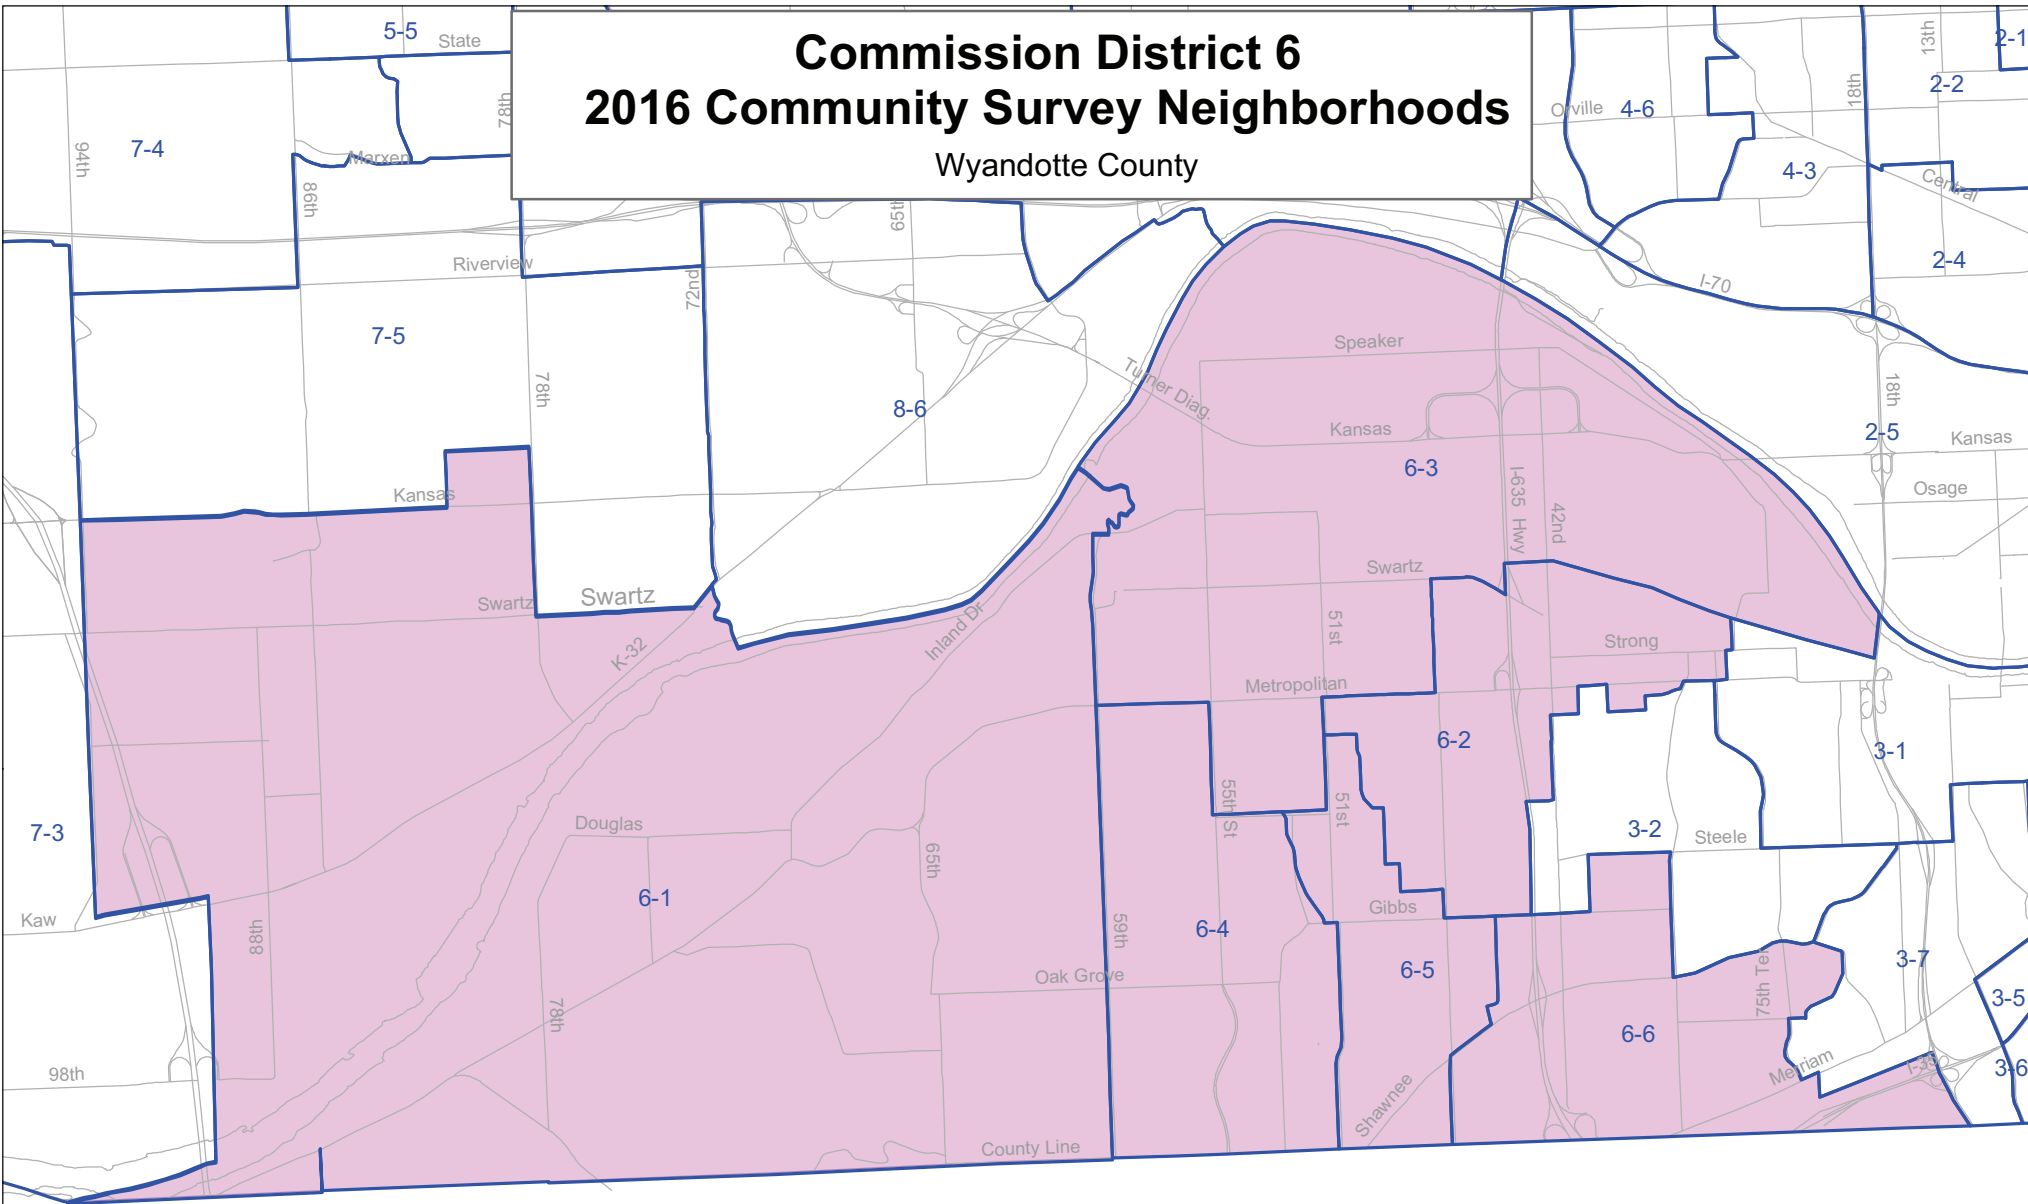 Commission District 6
2016 Community Survey Neighborhoods
Wyandotte County
5-5
State
13th
2-1
78th
18th
2-2
Orville
4-6
94th
7-4
Marxen
4-3
86th
Central
65th
Riverview
72nd
2-4
I-70
7-5
Speaker
Turner Diag.
78th
18th
8-6
Kansas
2-5
Kansas
6-3
Kansas
I-635 Hwy
42nd
Osage
Swartz
Swartz
Swartz
Inland Dr
51st
K-32
Strong
Metropolitan
6-2
3-1
55th St
51st
7-3
Douglas
3-2
Steele
65th
6-1
Gibbs
Kaw
88th
59th
6-4
6-5
3-7
Oak Grove
75th Ter
78th
3-5
6-6
98th
Merriam
I-35
3-6
Shawnee
County Line